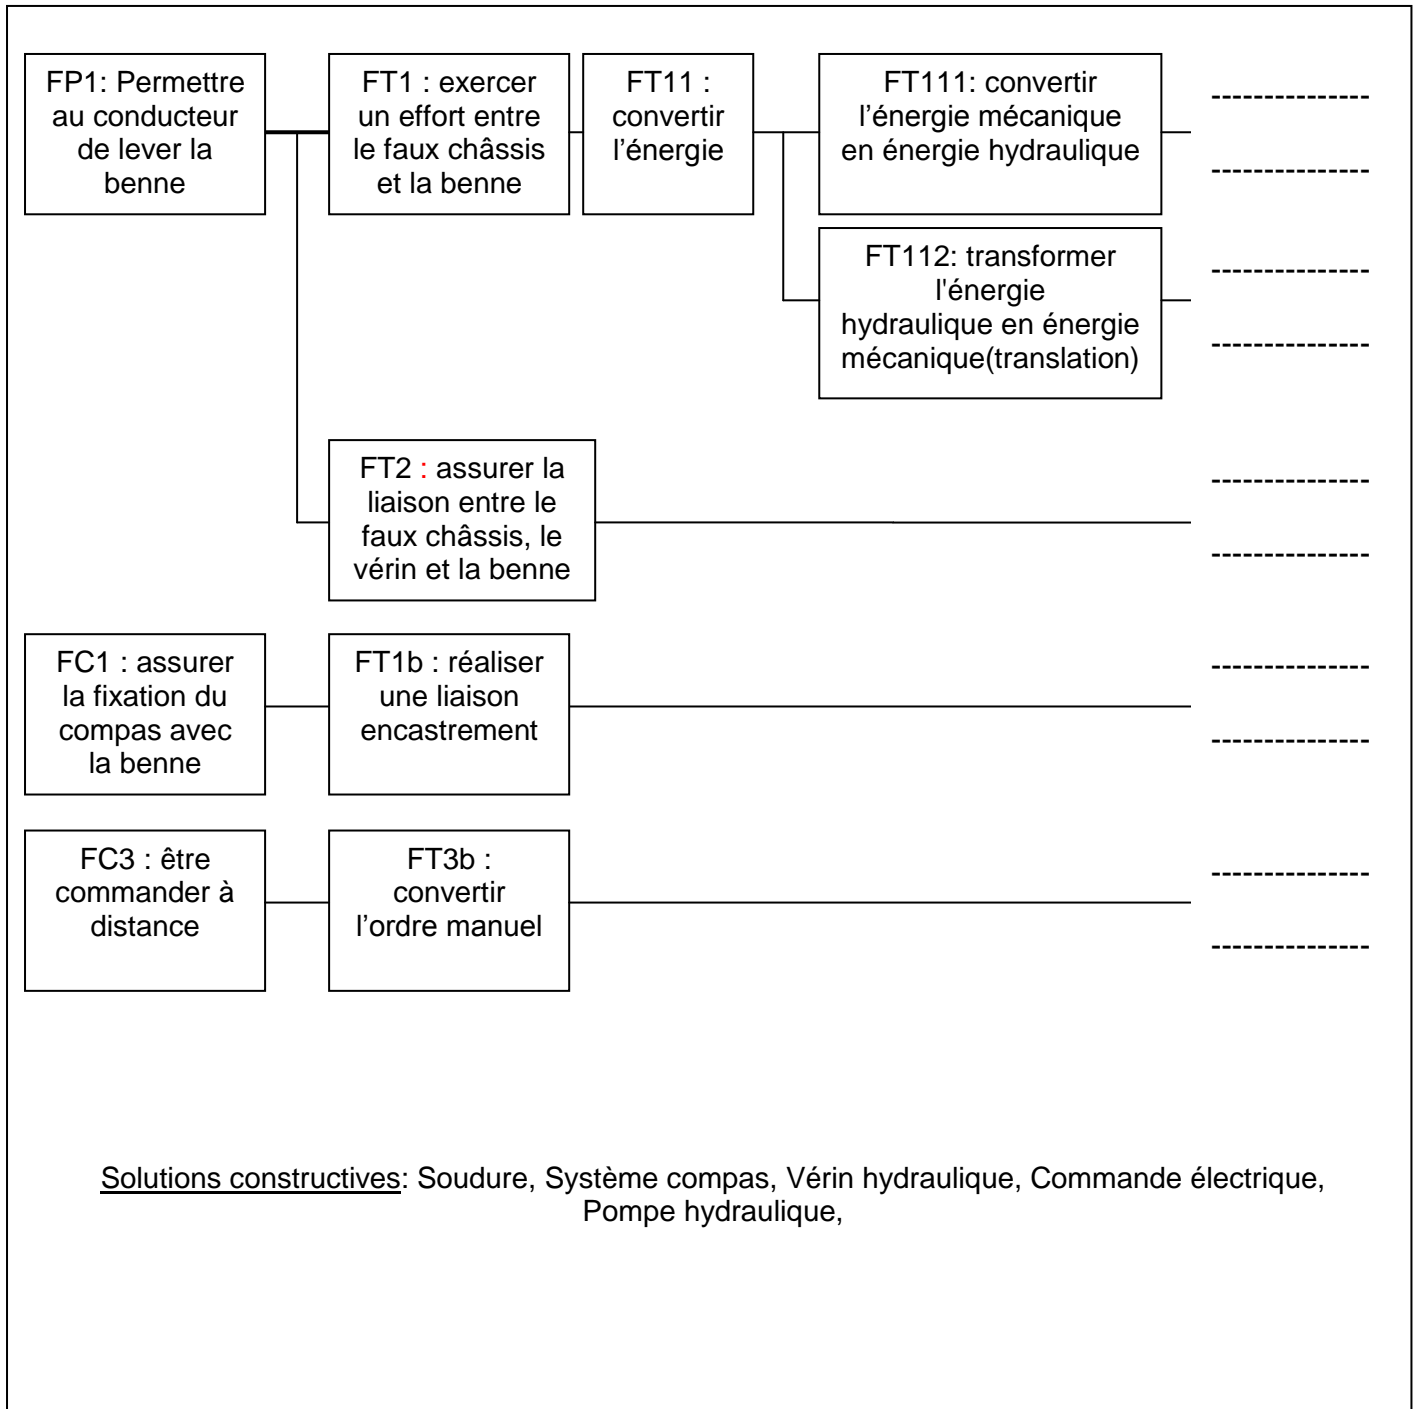 FP1: Permettre
au conducteur
de lever la
benne
FT1 : exercer
un effort entre
le faux châssis
et la benne
FT11 :
convertir
l’énergie
FT111: convertir
l’énergie mécanique
en énergie hydraulique
---------------
---------------
FT112: transformer
l'énergie
hydraulique en énergie
mécanique(translation)
---------------
---------------
FT2 : assurer la
liaison entre le
faux châssis, le
vérin et la benne
---------------
---------------
FC1 : assurer
la fixation du
compas avec
la benne
FT1b : réaliser
une liaison
encastrement
---------------
---------------
FC3 : être
commander à
distance
FT3b :
convertir
l’ordre manuel
---------------
---------------
Solutions constructives: Soudure, Système compas, Vérin hydraulique, Commande électrique,
Pompe hydraulique,